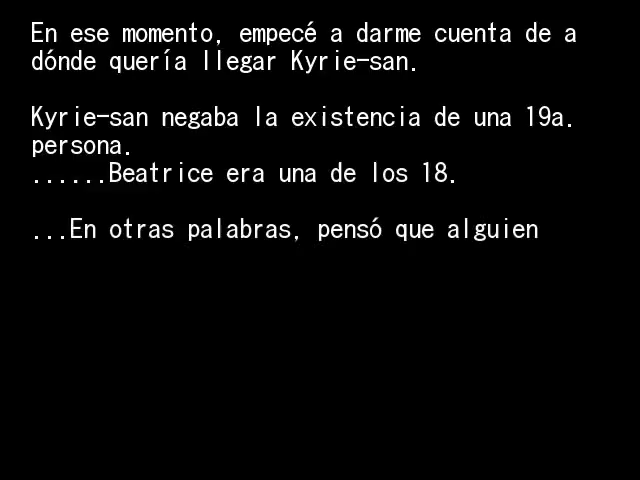 En ese momento, empecé a darme cuenta de a
dónde quería llegar Kyrie-san.
Kyrie-san negaba la existencia de una 19a.
persona.
......Beatrice era una de los 18.
...En otras palabras, pensó que alguien